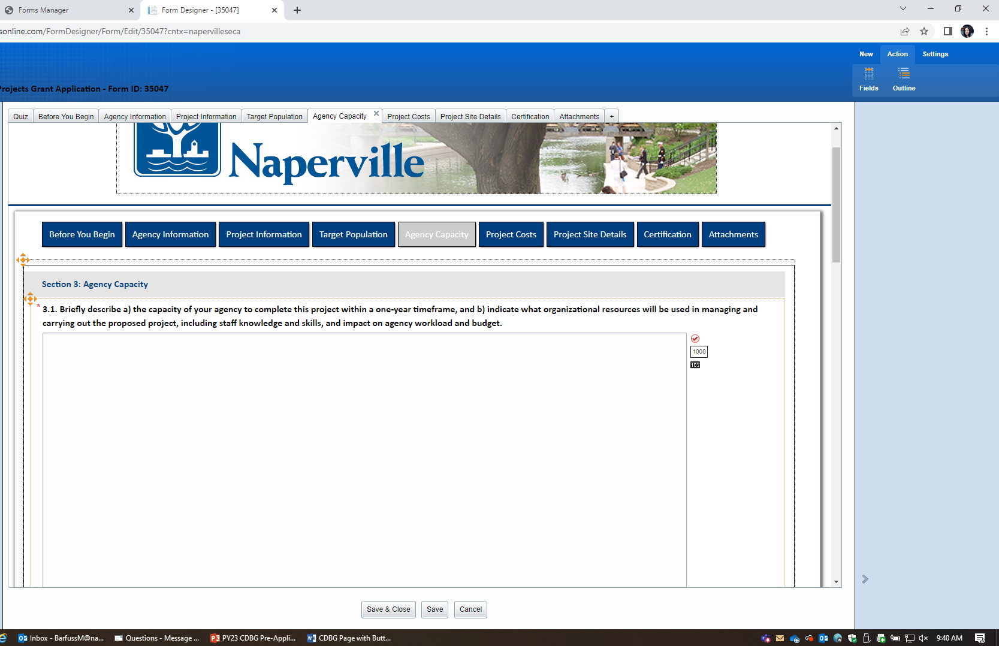 Forms Manager
Form Designer - [35047]
sonline.com/FormDesigner/Form/Edit/35047?cntx=napervilleseca
New Action Settings
Fields Outline
Projects Grant Application - Form ID: 35047
Quiz Before You Begin Agency Information Project Information Target Population Agency Capacity Project Costs Project Site Details Certification Attachments +
Naperville
Before You Begin Agency Information Project Information Target Population Agency Capacity Project Costs Project Site Details Certification Attachments
Section 3: Agency Capacity
* 3.1. Briefly describe a) the capacity of your agency to complete this project within a one-year timeframe, and b) indicate what organizational resources will be used in managing and
carrying out the proposed project, including staff knowledge and skills, and impact on agency workload and budget.
1000
Save & Close Save Cancel
Inbox - BarfussM@na... Questions - Message ... PY23 CDBG Pre-Appli... CDBG Page with Butt... 9:40 AM